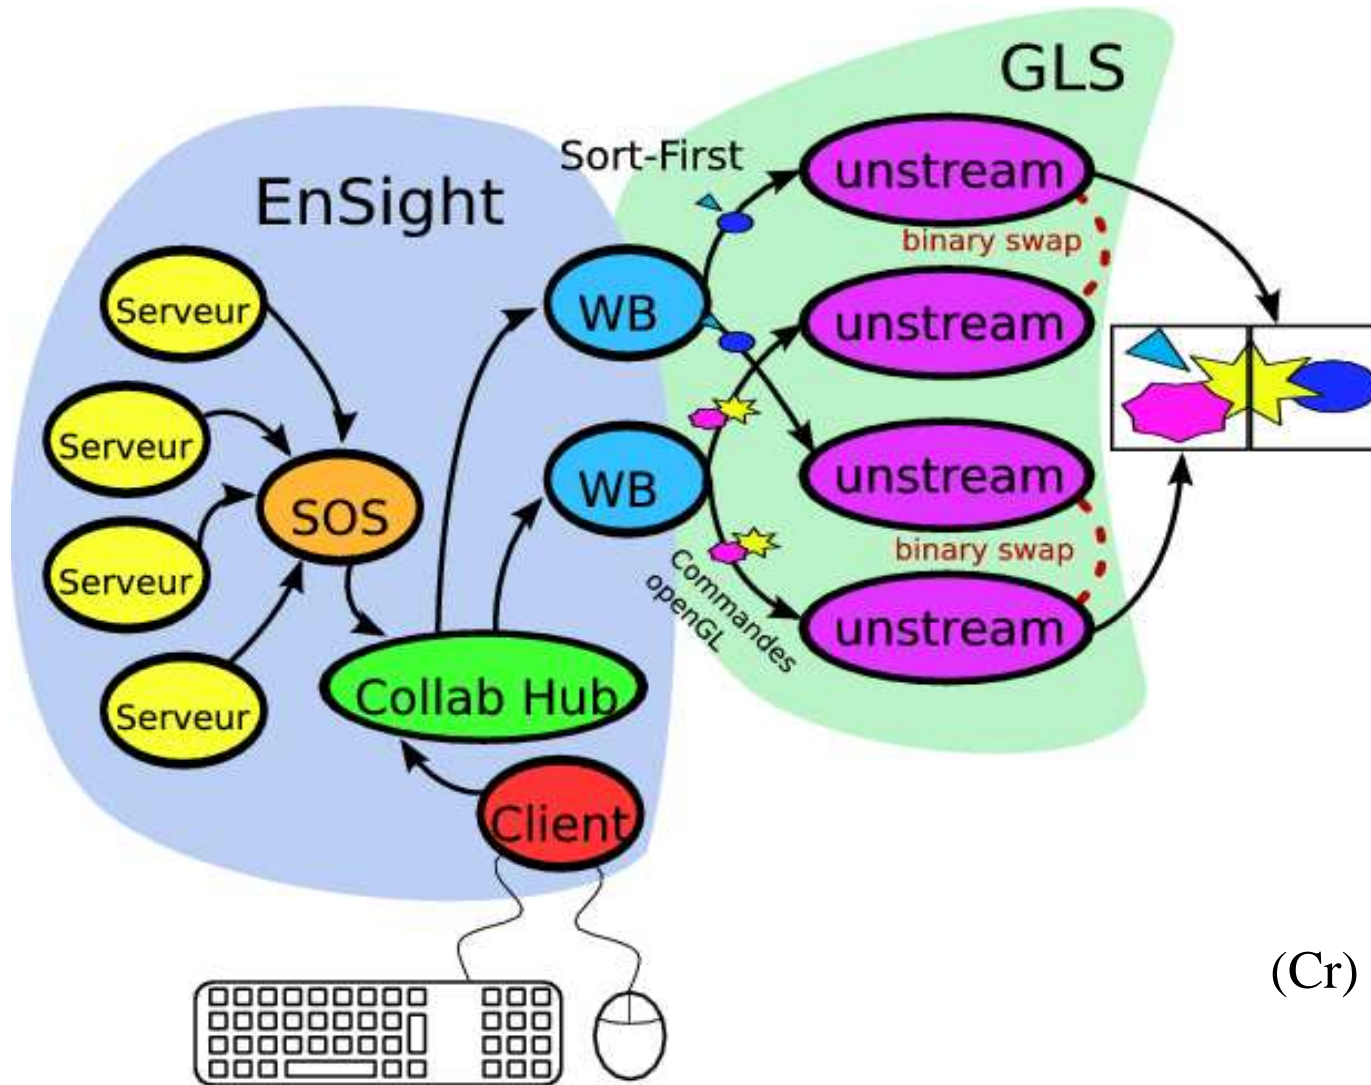 GLS
Sort-First
EnSight
unstream
binary swap
Serveur
WB
unstream
Serveur
SOS
WB
unstream
binary swap
Serveur
Commandes
openGL
unstream
Serveur
Collab Hub
Client
(Cr)